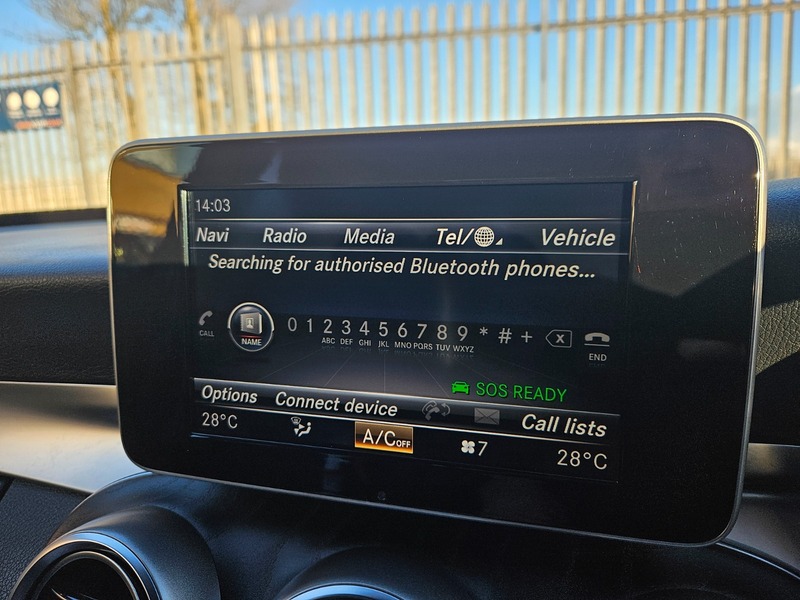 14:03
Navi Radio Media Tel/ Vehicle
Searching for authorised Bluetooth phones...
CALL NAME 0 1 2 3 4 5 6 7 8 9 * # + END
ABC DEF GHI JKL MNO PQRS TUV WXYZ
SOS READY
Options Connect device Call lists
28°C A/C OFF 7 28°C